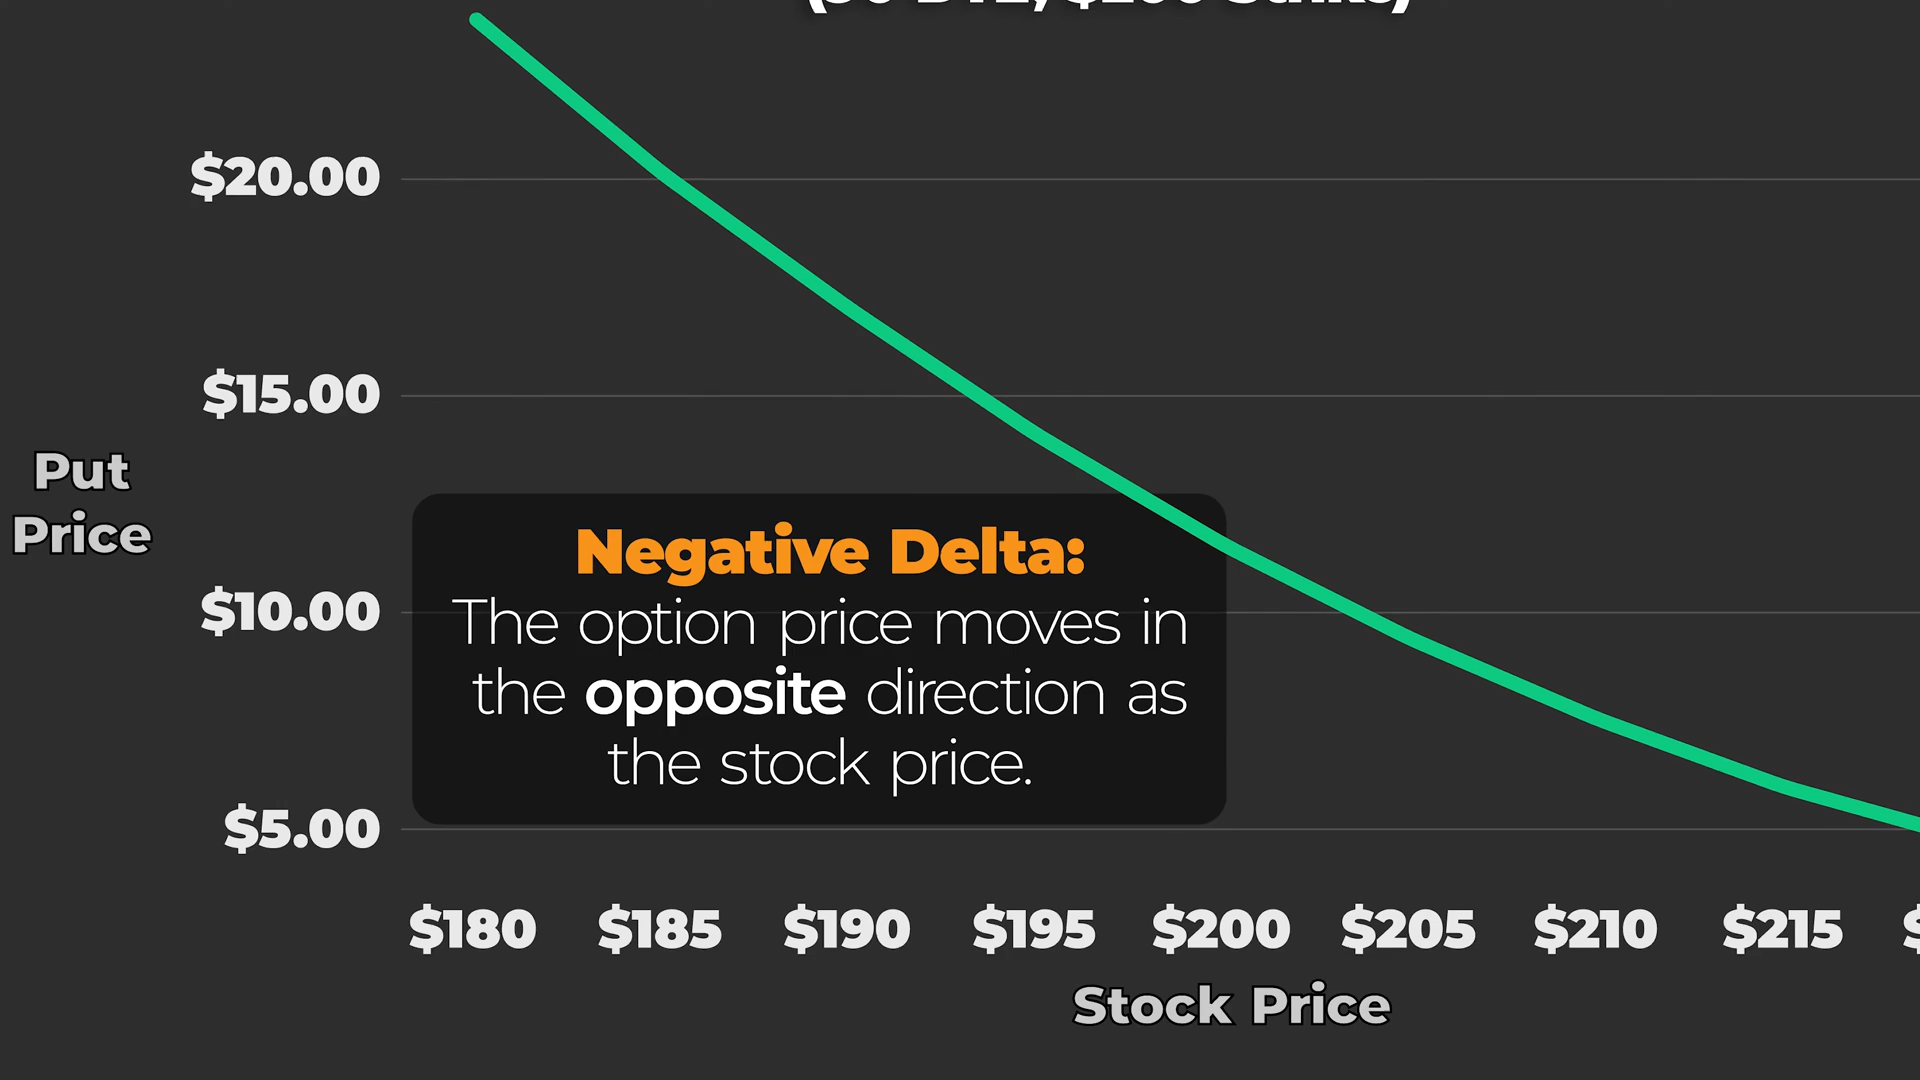 $20.00
$15.00
Put
Price
$10.00
$5.00
Negative Delta:
The option price moves in
the opposite direction as
the stock price.
$180 $185 $190 $195 $200 $205 $210 $215
Stock Price